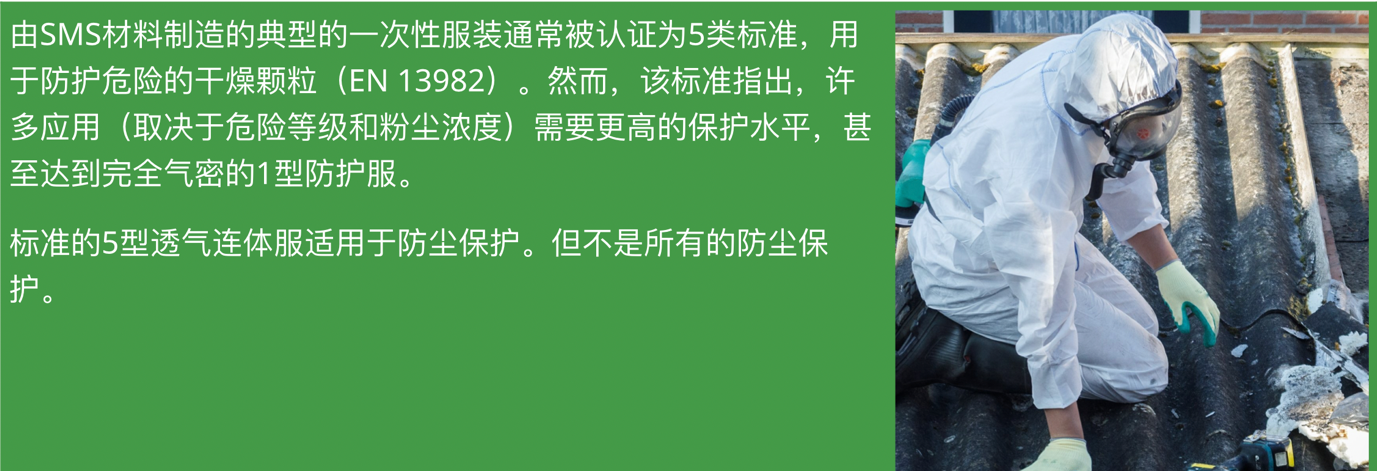 由SMS材料制造的典型的一次性服装通常被认证为5类标准，用
于防护危险的干燥颗粒（EN 13982）。然而，该标准指出，许
多应用（取决于危险等级和粉尘浓度）需要更高的保护水平，甚
至达到完全气密的1型防护服。
标准的5型透气连体服适用于防尘保护。但不是所有的防尘保
护。